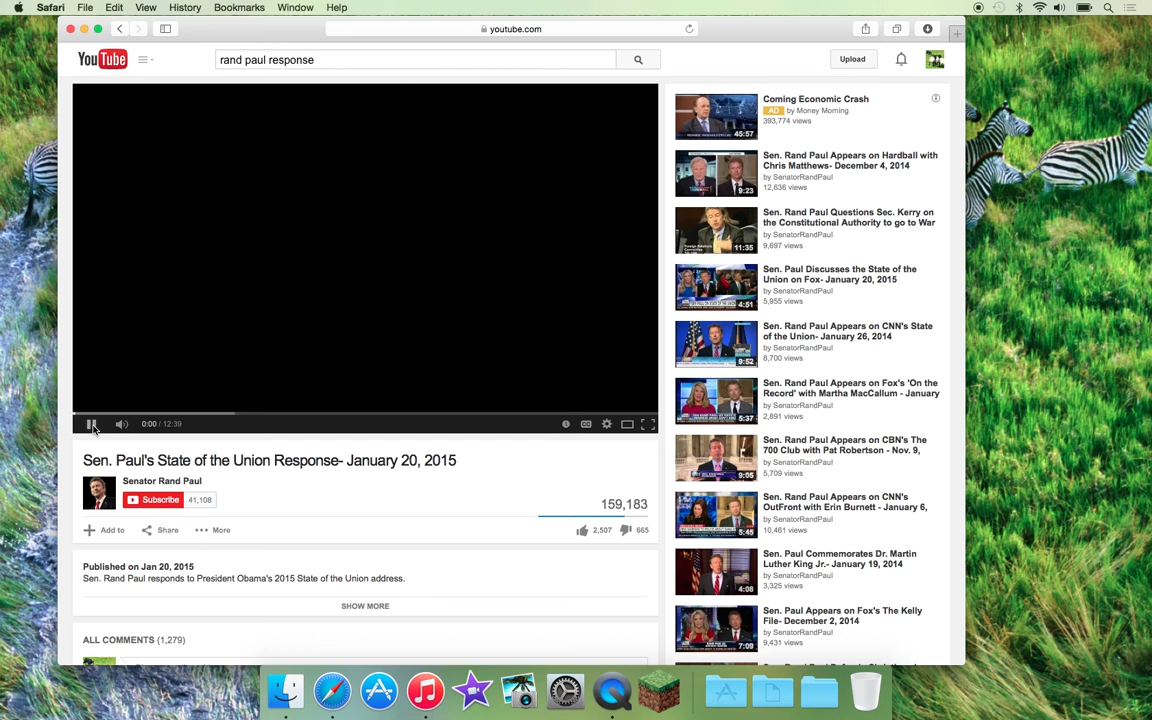 Safari File Edit View History Bookmarks Window Help
youtube.com
YouTube
rand paul response
Upload
Coming Economic Crash
AD by Money Morning
393,774 views
45:57
Sen. Rand Paul Appears on Hardball with
Chris Matthews- December 4, 2014
by SenatorRandPaul
12,636 views
9:23
Sen. Rand Paul Questions Sec. Kerry on
the Constitutional Authority to go to War
by SenatorRandPaul
9,697 views
11:35
Sen. Paul Discusses the State of the
Union on Fox- January 20, 2015
by SenatorRandPaul
5,955 views
4:51
Sen. Rand Paul Appears on CNN's State
of the Union- January 26, 2014
by SenatorRandPaul
8,700 views
9:52
Sen. Rand Paul Appears on Fox's 'On the
Record' with Martha MacCallum - January
by SenatorRandPaul
2,891 views
5:37
Sen. Rand Paul Appears on CBN's The
700 Club with Pat Robertson - Nov. 9,
by SenatorRandPaul
5,709 views
9:05
Sen. Rand Paul Appears on CNN's
OutFront with Erin Burnett - January 6,
by SenatorRandPaul
10,461 views
5:45
Sen. Paul Commemorates Dr. Martin
Luther King Jr.- January 19, 2014
by SenatorRandPaul
3,325 views
4:08
Sen. Paul Appears on Fox's The Kelly
File- December 2, 2014
by SenatorRandPaul
9,431 views
7:09
0:00 / 12:39
CC
Sen. Paul's State of the Union Response- January 20, 2015
Senator Rand Paul
Subscribe 41,108
159,183
Add to Share More
2,507 665
Published on Jan 20, 2015
Sen. Rand Paul responds to President Obama's 2015 State of the Union address.
SHOW MORE
ALL COMMENTS (1,279)